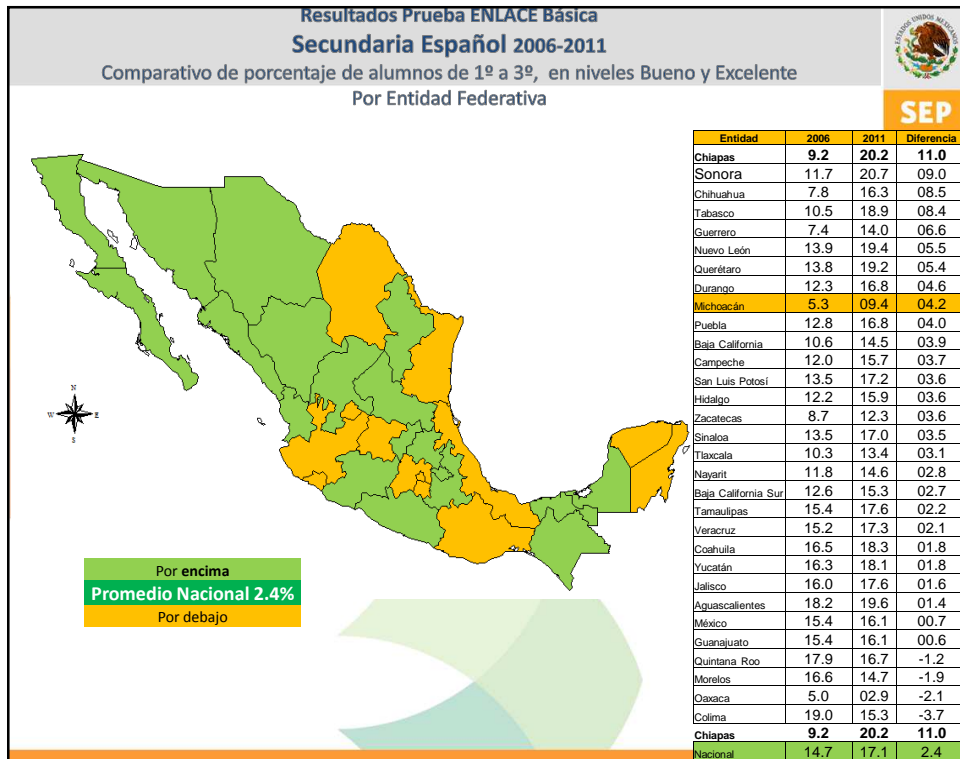 Resultados Prueba ENLACE Básica
Secundaria Español 2006-2011
Comparativo de porcentaje de alumnos de 1º a 3º, en niveles Bueno y Excelente
Por Entidad Federativa
ESTADOS UNIDOS MEXICANOS
SEP
Entidad 2006 2011 Diferencia
Chiapas 9.2 20.2 11.0
Sonora 11.7 20.7 09.0
Chihuahua 7.8 16.3 08.5
Tabasco 10.5 18.9 08.4
Guerrero 7.4 14.0 06.6
Nuevo León 13.9 19.4 05.5
Querétaro 13.8 19.2 05.4
Durango 12.3 16.8 04.6
Michoacán 5.3 09.4 04.2
Puebla 12.8 16.8 04.0
Baja California 10.6 14.5 03.9
Campeche 12.0 15.7 03.7
San Luis Potosí 13.5 17.2 03.6
Hidalgo 12.2 15.9 03.6
Zacatecas 8.7 12.3 03.6
Sinaloa 13.5 17.0 03.5
Tlaxcala 10.3 13.4 03.1
Nayarit 11.8 14.6 02.8
Baja California Sur 12.6 15.3 02.7
Tamaulipas 15.4 17.6 02.2
Veracruz 15.2 17.3 02.1
Coahuila 16.5 18.3 01.8
Yucatán 16.3 18.1 01.8
Jalisco 16.0 17.6 01.6
Aguascalientes 18.2 19.6 01.4
México 15.4 16.1 00.7
Guanajuato 15.4 16.1 00.6
Quintana Roo 17.9 16.7 -1.2
Morelos 16.6 14.7 -1.9
Oaxaca 5.0 02.9 -2.1
Colima 19.0 15.3 -3.7
Chiapas 9.2 20.2 11.0
Nacional 14.7 17.1 2.4
N
W E
S
Por encima
Promedio Nacional 2.4%
Por debajo